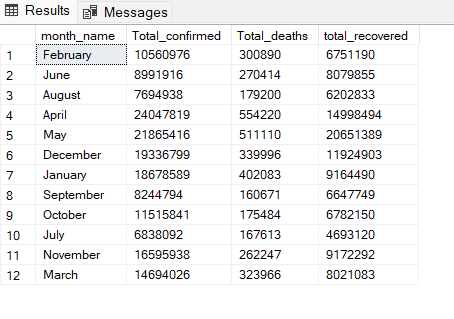 Results Messages
month_name Total_confirmed Total_deaths total_recovered
1 February 10560976 300890 6751190
2 June 8991916 270414 8079855
3 August 7694938 179200 6202833
4 April 24047819 554220 14998494
5 May 21865416 511110 20651389
6 December 19336799 339996 11924903
7 January 18678589 402083 9164490
8 September 8244794 160671 6647749
9 October 11515841 175484 6782150
10 July 6838092 167613 4693120
11 November 16595938 262247 9172292
12 March 14694026 323966 8021083